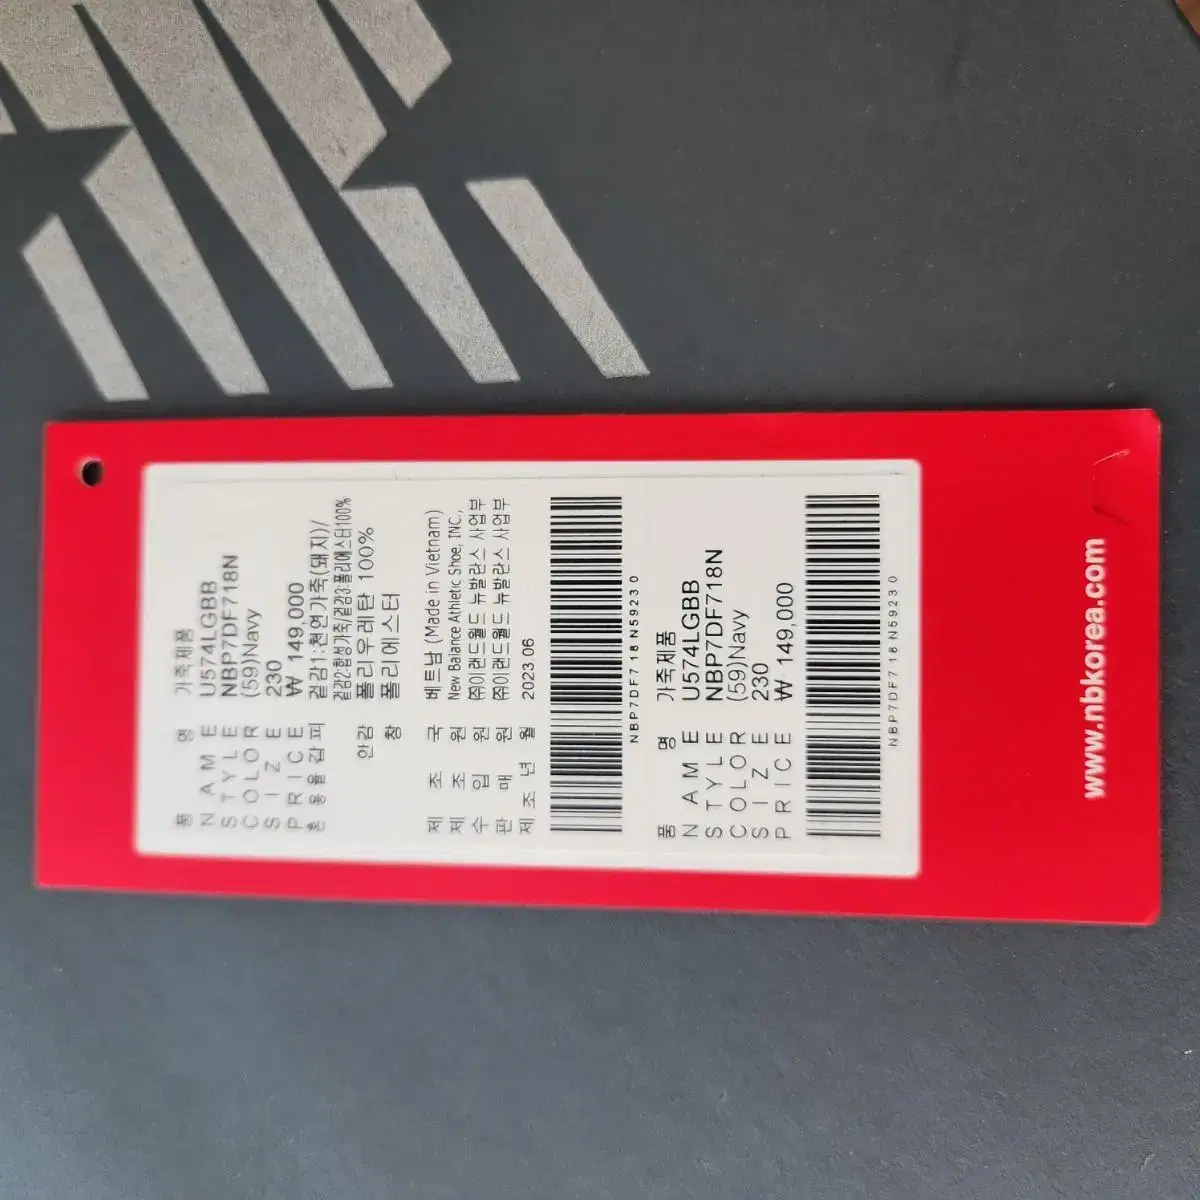 품 명 가죽제품
NAME U574LGBB
STYLE NBP7DF718N
COLOR (59)Navy
SIZE 230
PRICE ₩ 149,000
겉감1:천연가죽(돼지)/
겉감2:합성가죽/겉감3:폴리에스터100%
안감 폴리우레탄 100%
창 폴리에스터
제 조 국 베트남 (Made in Vietnam)
제 조 원 New Balance Athletic Shoe, INC.,
수 입 원 (주)이랜드월드 뉴발란스 사업부
판 매 원 (주)이랜드월드 뉴발란스 사업부
제 조 년 월 2023 06
NBP7DF718N59230
품 명 가죽제품
NAME U574LGBB
STYLE NBP7DF718N
COLOR (59)Navy
SIZE 230
PRICE ₩ 149,000
NBP7DF718N59230
www.nbkorea.com